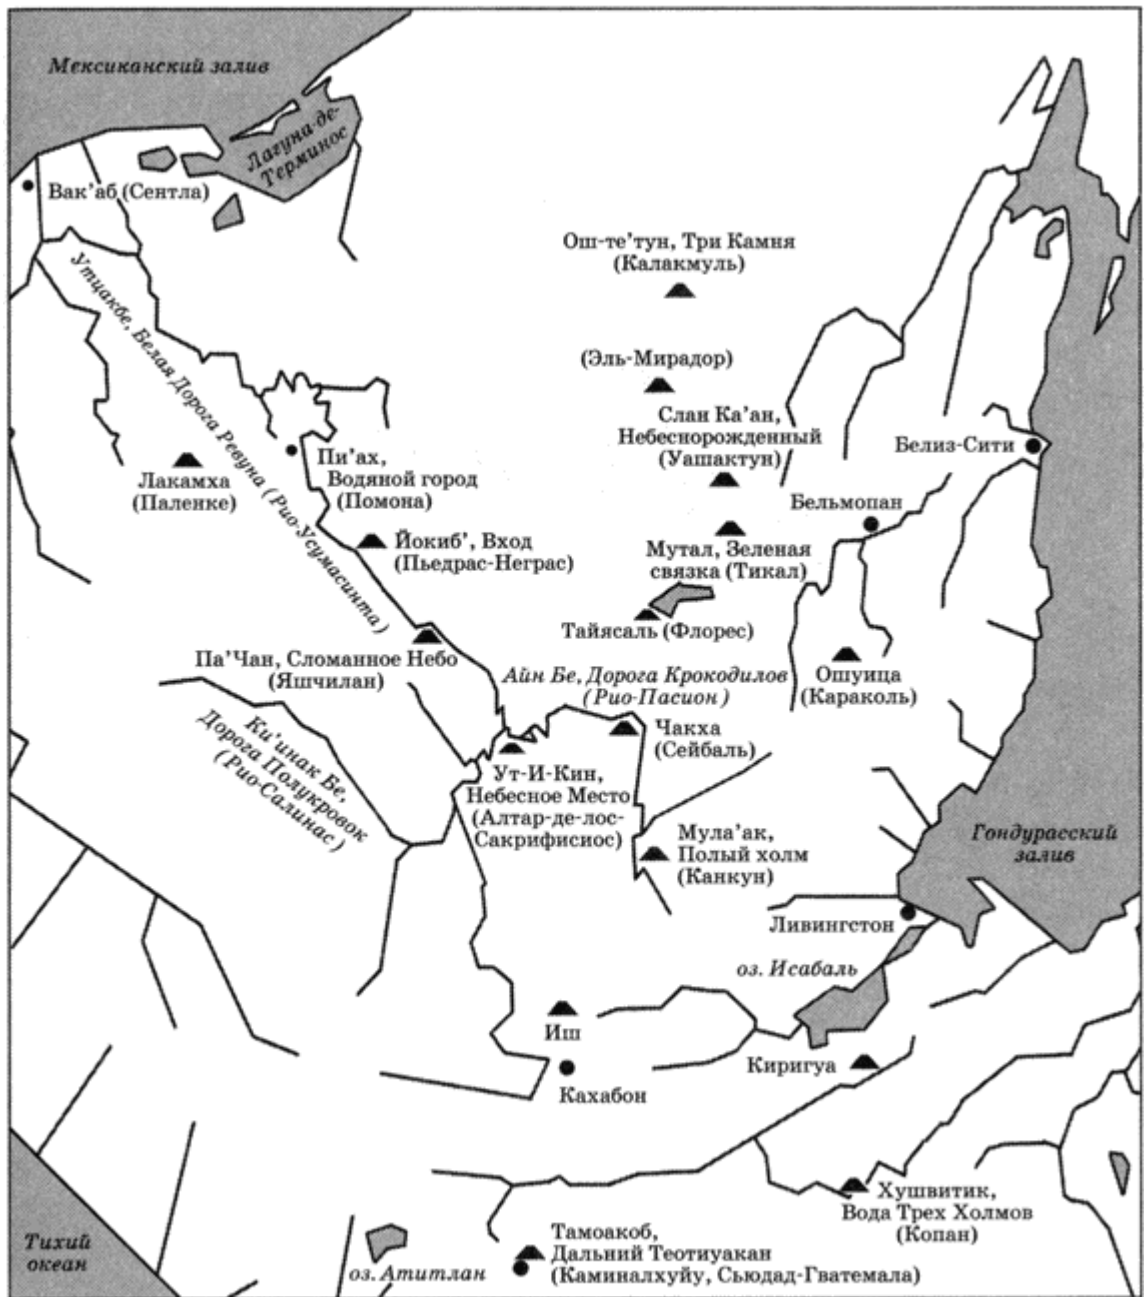 Мексиканский залив
Лагуна-де-
Терминос
Вак'аб (Сентла)
Ош-те'тун, Три Камня
(Калакмуль)
Утцакбе, Белая Дорога Ревуна (Рио-Усумасинта)
(Эль-Мирадор)
Слан Ка'ан,
Небеснорожденный
(Уашактун)
Белиз-Сити
Лакамха
(Паленке)
Пи'ах,
Водяной город
(Помона)
Бельмопан
Йокиб', Вход
(Пьедрас-Неграс)
Мутал, Зеленая
связка (Тикал)
Тайясаль (Флорес)
Па'Чан, Сломанное Небо
(Яшчилан)
Айн Бе, Дорога Крокодилов
(Рио-Пасион)
Ошуица
(Караколь)
Ки'инак Бе,
Дорога Полукровок
(Рио-Салинас)
Чакха
(Сейбаль)
Ут-И-Кин,
Небесное Место
(Алтар-де-лос-
Сакрифисиос)
Мула'ак,
Полый холм
(Канкун)
Гондурасский
залив
Ливингстон
оз. Исабаль
Иш
Киригуа
Кахабон
Хушвитик,
Вода Трех Холмов
(Копан)
Тихий
океан
оз. Атитлан
Тамоакоб,
Дальний Теотиуакан
(Каминалхуйу, Сьюдад-Гватемала)